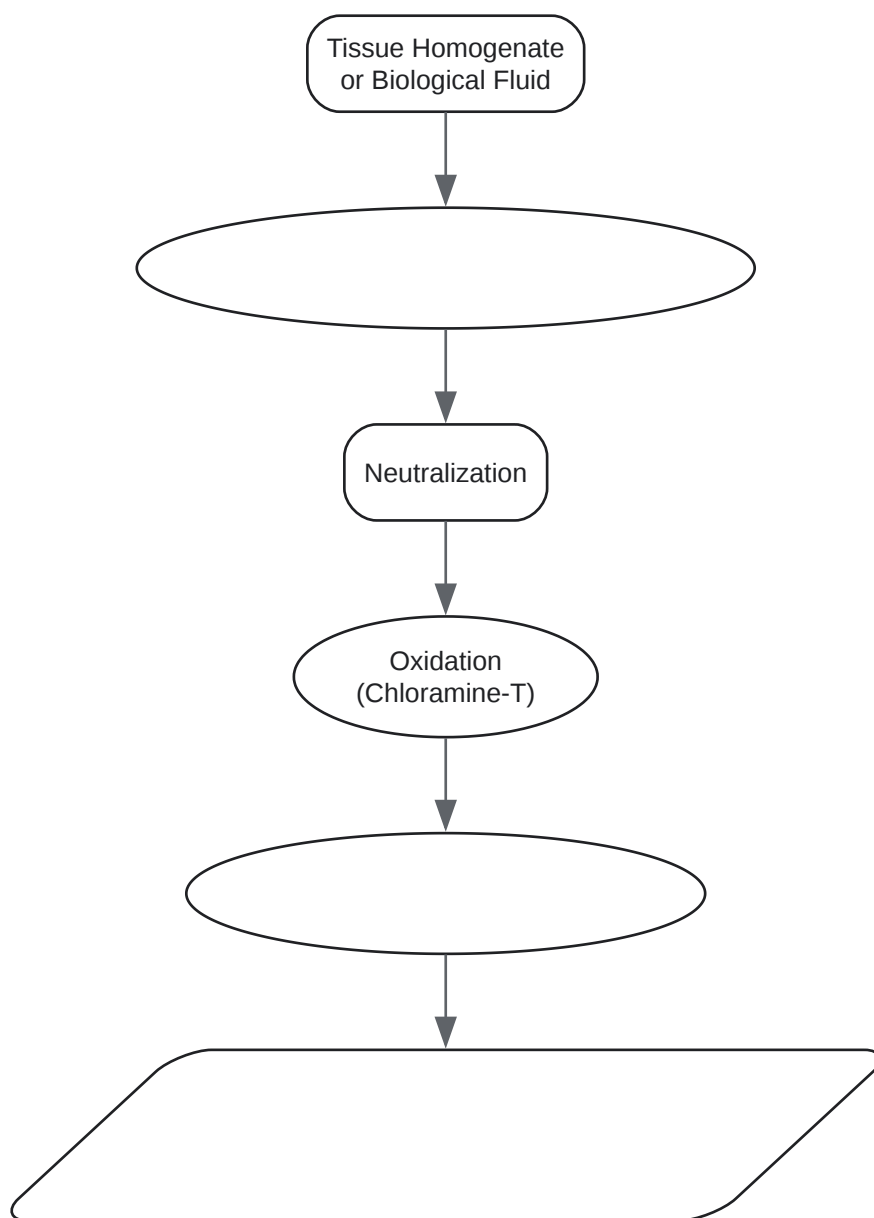 Tissue Homogenate
or Biological Fluid
Neutralization
Oxidation
(Chloramine-T)